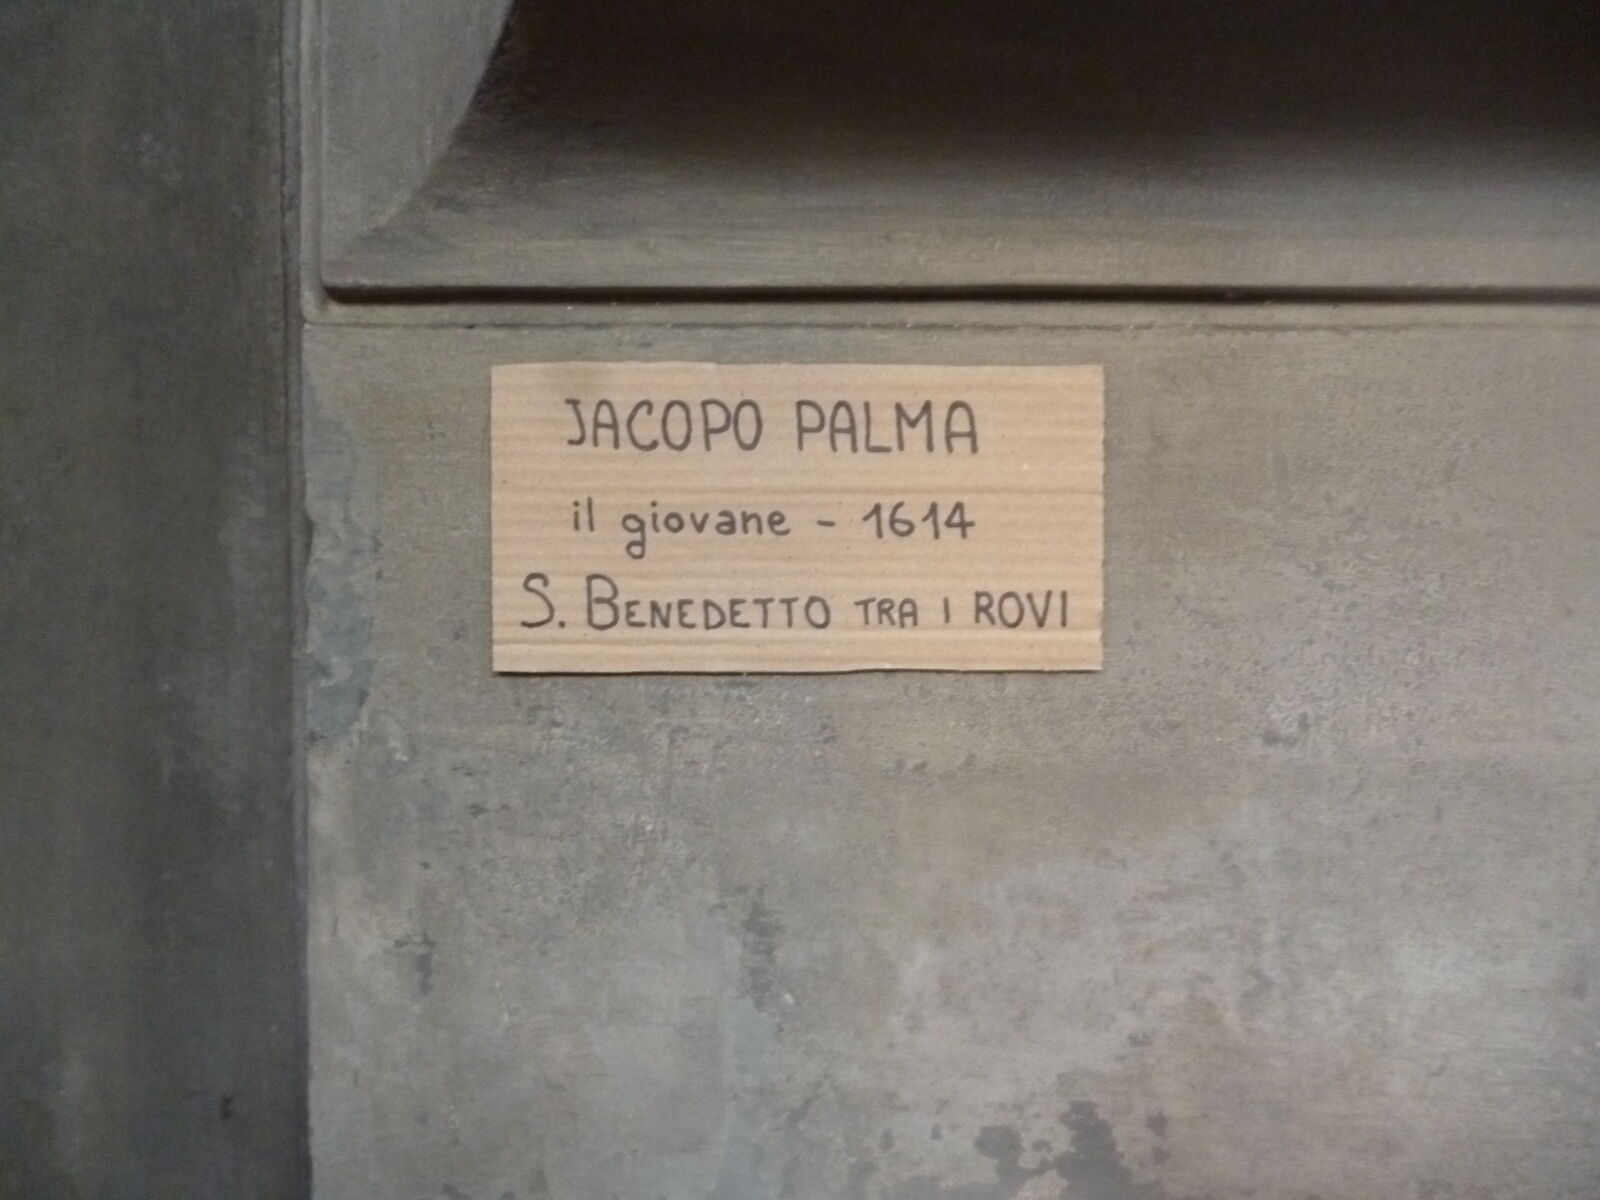 JACOPO PALMA
il giovane - 1614
S. BENEDETTO TRA I ROVI